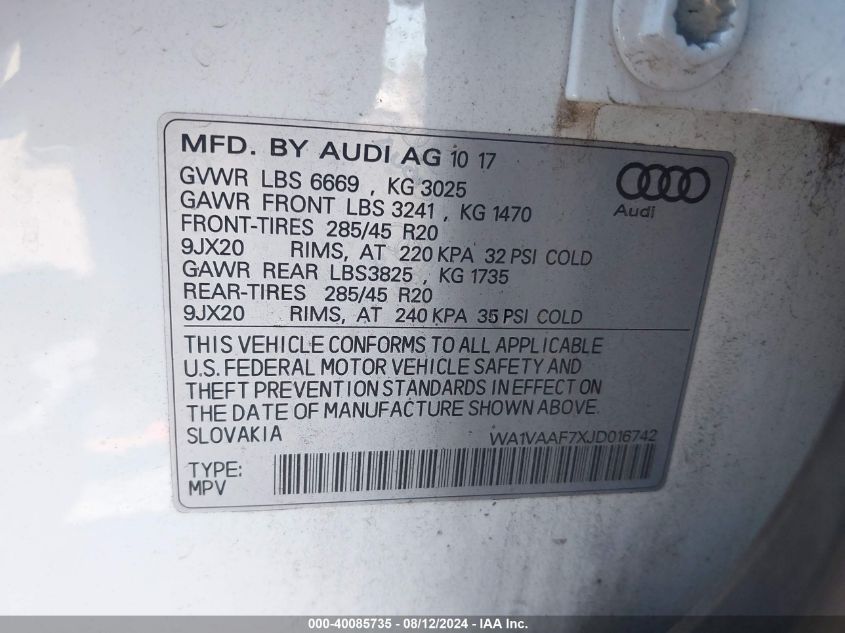 MFD. BY AUDI AG 10 17
GVWR LBS 6669 , KG 3025
GAWR FRONT LBS 3241 , KG 1470
FRONT-TIRES 285/45 R20
9JX20 RIMS, AT 220 KPA 32 PSI COLD
GAWR REAR LBS3825 , KG 1735
REAR-TIRES 285/45 R20
9JX20 RIMS, AT 240 KPA 35 PSI COLD
Audi
THIS VEHICLE CONFORMS TO ALL APPLICABLE
U.S. FEDERAL MOTOR VEHICLE SAFETY AND
THEFT PREVENTION STANDARDS IN EFFECT ON
THE DATE OF MANUFACTURE SHOWN ABOVE.
SLOVAKIA WA1VAAF7XJD016742
TYPE:
MPV
000-40085735 - 08/12/2024 - Copart, Inc.